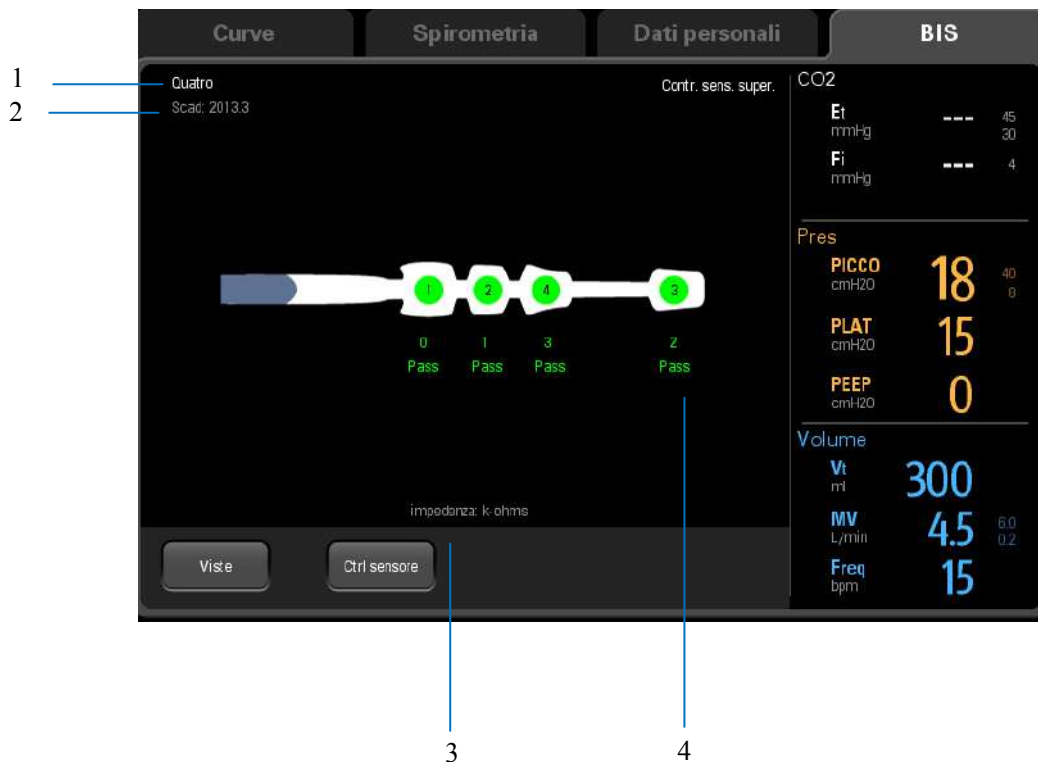 Curve Spirometria Dati personali BIS
1 Quatro Contr. sens. super.
2 Scad: 2013.3
CO2
Et --- 45
mmHg 30
Fi --- 4
mmHg
Pres
PICCO 18 40
cmH2O 8
PLAT 15
cmH2O
PEEP 0
cmH2O
1 2 4 3
0 1 3 2
Pass Pass Pass Pass
impedenza: k-ohms
Volume
Vt 300
ml
MV 4.5 6.0
L/min 0.2
Freq 15
bpm
Viste Ctrl sensore
3 4